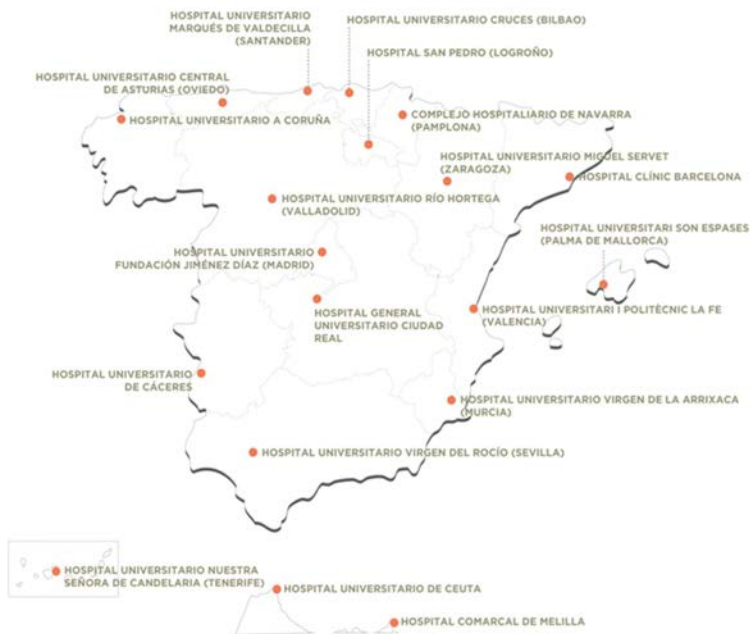 HOSPITAL UNIVERSITARIO
MARQUÉS DE VALDECILLA
(SANTANDER)
HOSPITAL UNIVERSITARIO CRUCES (BILBAO)
HOSPITAL SAN PEDRO (LOGROÑO)
HOSPITAL UNIVERSITARIO CENTRAL
DE ASTURIAS (OVIEDO)
HOSPITAL UNIVERSITARIO A CORUÑA
COMPLEJO HOSPITALIARIO DE NAVARRA
(PAMPLONA)
HOSPITAL UNIVERSITARIO MIGUEL SERVET
(ZARAGOZA)
HOSPITAL CLÍNIC BARCELONA
HOSPITAL UNIVERSITARIO RÍO HORTEGA
(VALLADOLID)
HOSPITAL UNIVERSITARI SON ESPASES
(PALMA DE MALLORCA)
HOSPITAL UNIVERSITARIO
FUNDACIÓN JIMÉNEZ DÍAZ (MADRID)
HOSPITAL GENERAL
UNIVERSITARIO CIUDAD
REAL
HOSPITAL UNIVERSITARI I POLITÈCNIC LA FE
(VALENCIA)
HOSPITAL UNIVERSITARIO
DE CÁCERES
HOSPITAL UNIVERSITARIO VIRGEN DE LA ARRIXACA
(MURCIA)
HOSPITAL UNIVERSITARIO VIRGEN DEL ROCÍO (SEVILLA)
HOSPITAL UNIVERSITARIO NUESTRA
SEÑORA DE CANDELARIA (TENERIFE)
HOSPITAL UNIVERSITARIO DE CEUTA
HOSPITAL COMARCAL DE MELILLA